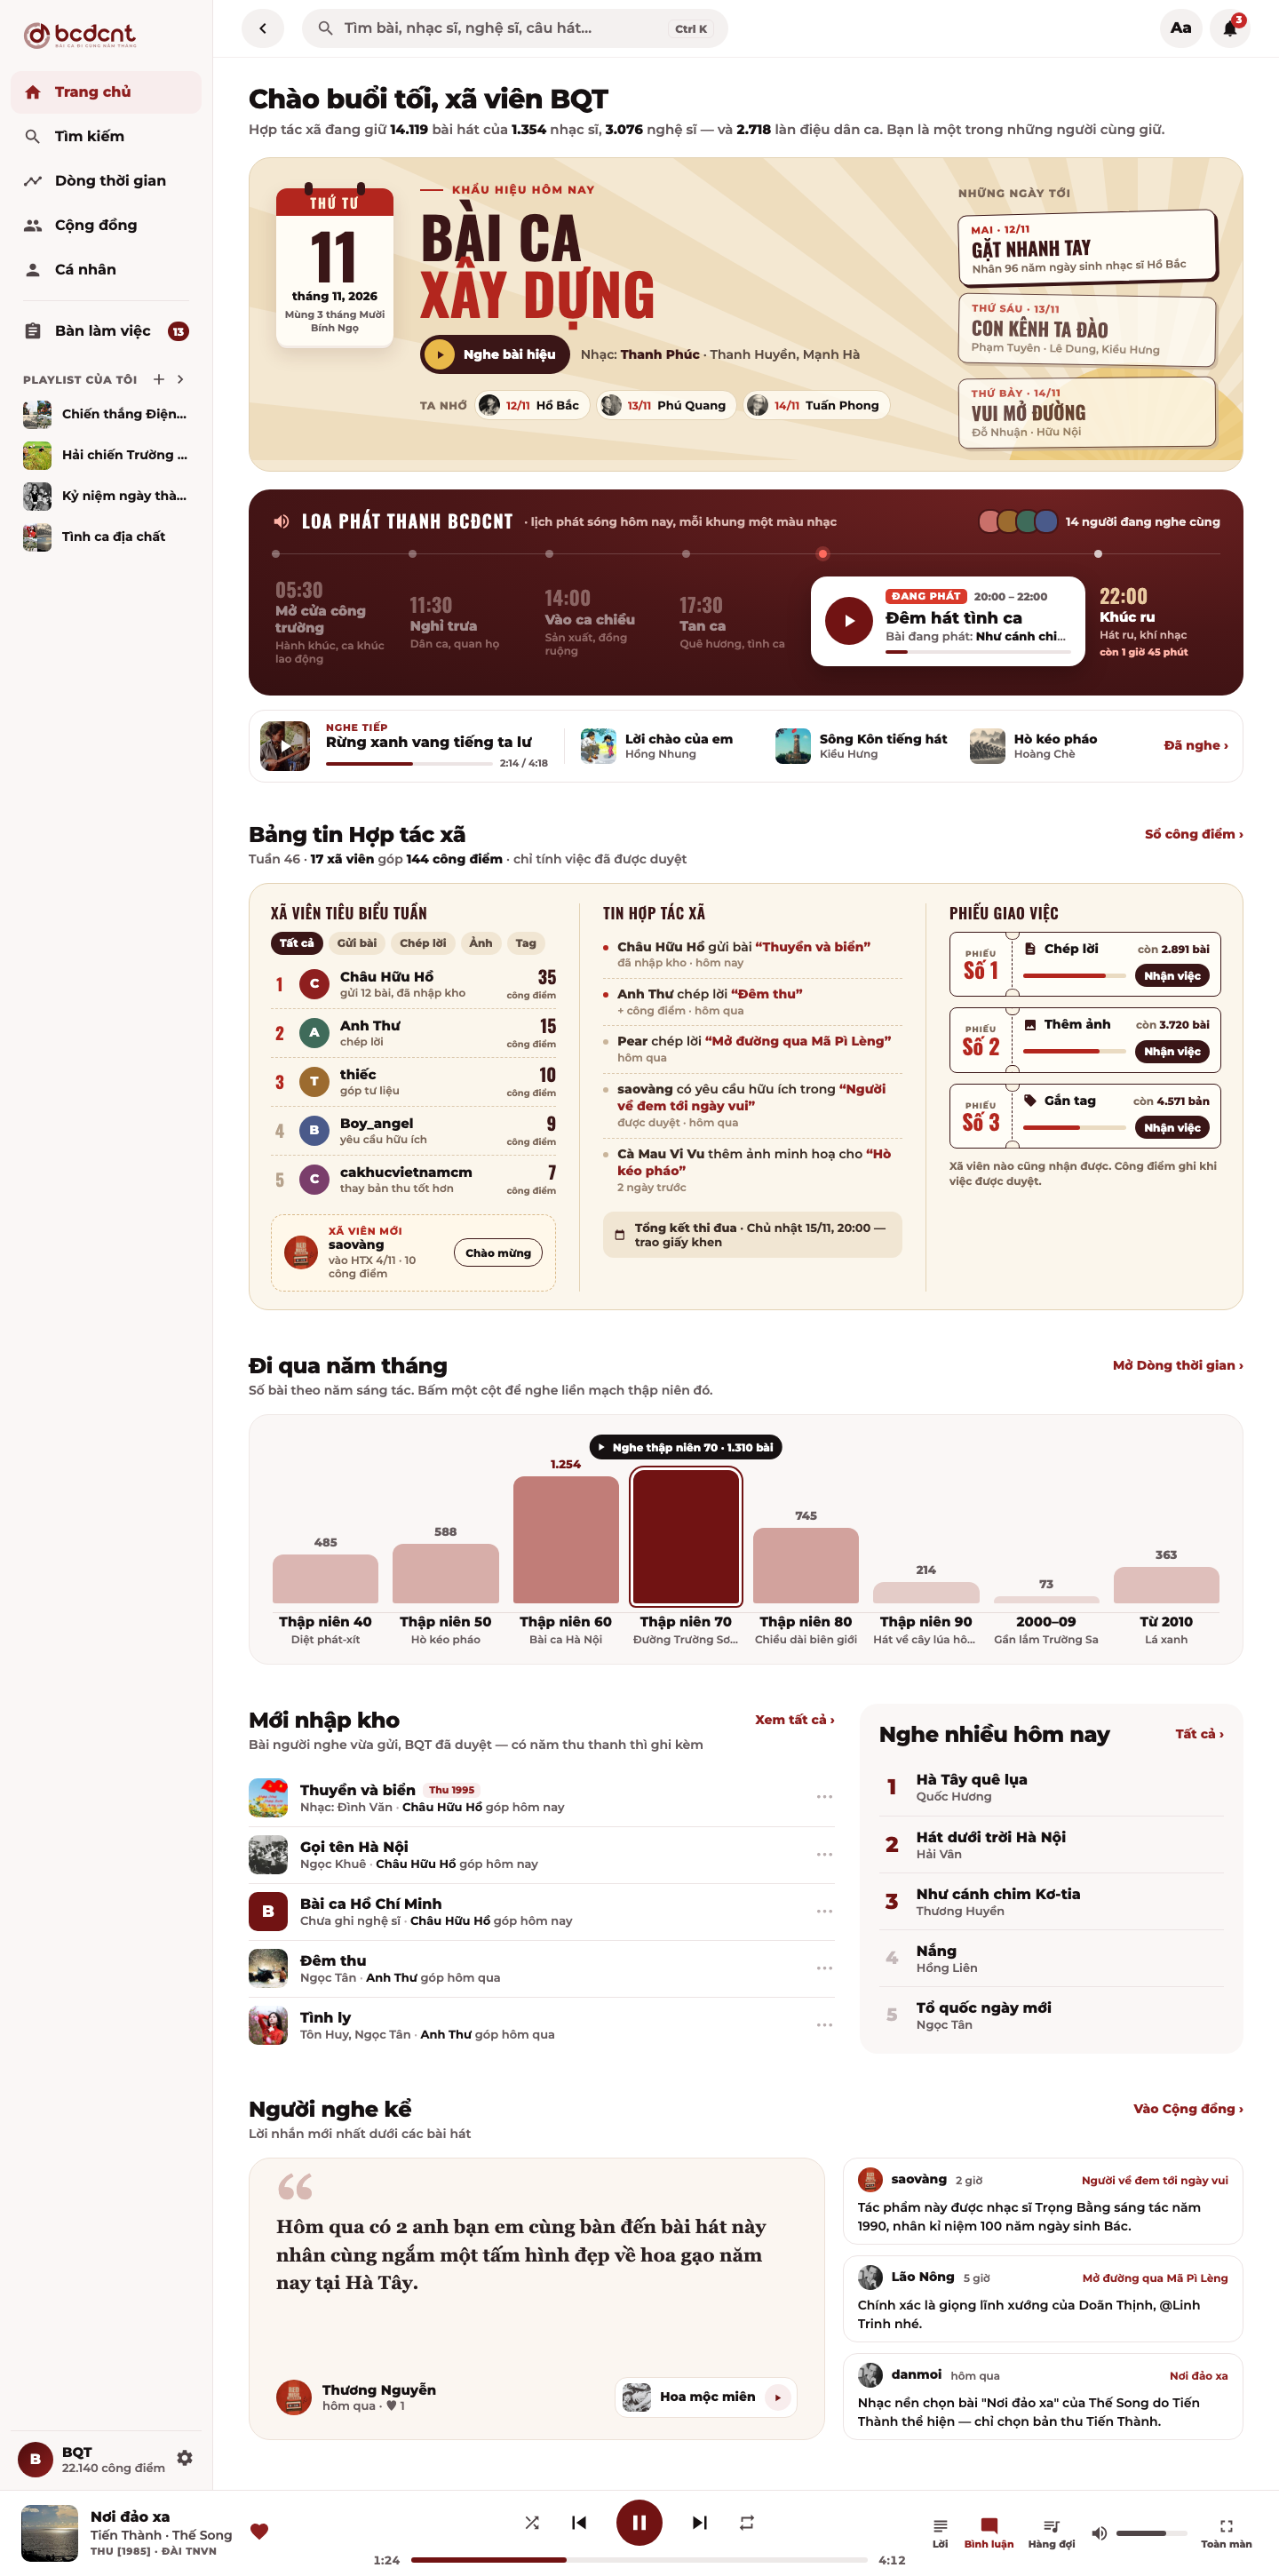 bcdcnt
BÀI CA ĐI CÙNG NĂM THÁNG
Trang chủ
Tìm kiếm
Dòng thời gian
Cộng đồng
Cá nhân
Bàn làm việc 13
PLAYLIST CỦA TÔI
Chiến thắng Điện...
Hải chiến Trường ...
Kỷ niệm ngày thà...
Tình ca địa chất
BQT
22.140 công điểm
Tìm bài, nhạc sĩ, nghệ sĩ, câu hát... Ctrl K
Aa 3
Chào buổi tối, xã viên BQT
Hợp tác xã đang giữ 14.119 bài hát của 1.354 nhạc sĩ, 3.076 nghệ sĩ — và 2.718 làn điệu dân ca. Bạn là một trong những người cùng giữ.
THỨ TƯ
11
tháng 11, 2026
Mùng 3 tháng Mười
Bính Ngọ
KHẨU HIỆU HÔM NAY
BÀI CA
XÂY DỰNG
Nghe bài hiệu
Nhạc: Thanh Phúc · Thanh Huyền, Mạnh Hà
TA NHỚ 12/11 Hồ Bắc 13/11 Phú Quang 14/11 Tuấn Phong
NHỮNG NGÀY TỚI
MAI · 12/11
GẶT NHANH TAY
Nhân 96 năm ngày sinh nhạc sĩ Hồ Bắc
THỨ SÁU · 13/11
CON KÊNH TA ĐÀO
Phạm Tuyên · Lê Dung, Kiều Hưng
THỨ BẢY · 14/11
VUI MỞ ĐƯỜNG
Đỗ Nhuận · Hữu Nội
LOA PHÁT THANH BCĐCNT · lịch phát sóng hôm nay, mỗi khung một màu nhạc
14 người đang nghe cùng
05:30
Mở cửa công
trường
Hành khúc, ca khúc
lao động
11:30
Nghỉ trưa
Dân ca, quan họ
14:00
Vào ca chiều
Sản xuất, đồng
ruộng
17:30
Tan ca
Quê hương, tình ca
ĐANG PHÁT 20:00 – 22:00
Đêm hát tình ca
Bài đang phát: Như cánh chi...
22:00
Khúc ru
Hát ru, khí nhạc
còn 1 giờ 45 phút
NGHE TIẾP
Rừng xanh vang tiếng ta lư
2:14 / 4:18
Lời chào của em
Hồng Nhung
Sông Kôn tiếng hát
Kiều Hưng
Hò kéo pháo
Hoàng Chè
Đã nghe ›
Bảng tin Hợp tác xã
Sổ công điểm ›
Tuần 46 · 17 xã viên góp 144 công điểm · chỉ tính việc đã được duyệt
XÃ VIÊN TIÊU BIỂU TUẦN
Tất cả Gửi bài Chép lời Ảnh Tag
1 C Châu Hữu Hồ 35
gửi 12 bài, đã nhập kho công điểm
2 A Anh Thư 15
chép lời công điểm
3 T thiếc 10
góp tư liệu công điểm
4 B Boy_angel 9
yêu cầu hữu ích công điểm
5 C cakhucvietnamcm 7
thay bản thu tốt hơn công điểm
XÃ VIÊN MỚI
saovàng
vào HTX 4/11 · 10
công điểm
Chào mừng
TIN HỢP TÁC XÃ
Châu Hữu Hồ gửi bài “Thuyền và biển”
đã nhập kho · hôm nay
Anh Thư chép lời “Đêm thu”
+ công điểm · hôm qua
Pear chép lời “Mở đường qua Mã Pì Lèng”
hôm qua
saovàng có yêu cầu hữu ích trong “Người
về đem tới ngày vui”
được duyệt · hôm qua
Cà Mau Vi Vu thêm ảnh minh hoạ cho “Hò
kéo pháo”
2 ngày trước
Tổng kết thi đua · Chủ nhật 15/11, 20:00 —
trao giấy khen
PHIẾU GIAO VIỆC
PHIẾU
Số 1
Chép lời còn 2.891 bài
Nhận việc
PHIẾU
Số 2
Thêm ảnh còn 3.720 bài
Nhận việc
PHIẾU
Số 3
Gắn tag còn 4.571 bản
Nhận việc
Xã viên nào cũng nhận được. Công điểm ghi khi
việc được duyệt.
Đi qua năm tháng
Mở Dòng thời gian ›
Số bài theo năm sáng tác. Bấm một cột để nghe liền mạch thập niên đó.
Nghe thập niên 70 · 1.310 bài
485 588 1.254 745 214 73 363
Thập niên 40 Thập niên 50 Thập niên 60 Thập niên 70 Thập niên 80 Thập niên 90 2000–09 Từ 2010
Diệt phát-xít Hò kéo pháo Bài ca Hà Nội Đường Trường Sơ... Chiều dài biên giới Hát về cây lúa hô... Gần lắm Trường Sa Lá xanh
Mới nhập kho
Xem tất cả ›
Bài người nghe vừa gửi, BQT đã duyệt — có năm thu thanh thì ghi kèm
Thuyền và biển Thu 1995
Nhạc: Đình Văn · Châu Hữu Hồ góp hôm nay
Gọi tên Hà Nội
Ngọc Khuê · Châu Hữu Hồ góp hôm nay
B
Bài ca Hồ Chí Minh
Chưa ghi nghệ sĩ · Châu Hữu Hồ góp hôm nay
Đêm thu
Ngọc Tân · Anh Thư góp hôm qua
Tình ly
Tôn Huy, Ngọc Tân · Anh Thư góp hôm qua
Nghe nhiều hôm nay
Tất cả ›
1 Hà Tây quê lụa
Quốc Hương
2 Hát dưới trời Hà Nội
Hải Vân
3 Như cánh chim Kơ-tia
Thương Huyền
4 Nắng
Hồng Liên
5 Tổ quốc ngày mới
Ngọc Tân
Người nghe kể
Vào Cộng đồng ›
Lời nhắn mới nhất dưới các bài hát
“
Hôm qua có 2 anh bạn em cùng bàn đến bài hát này
nhân cùng ngắm một tấm hình đẹp về hoa gạo năm
nay tại Hà Tây.
Thương Nguyễn
hôm qua · ♥ 1
Hoa mộc miên
saovàng 2 giờ Người về đem tới ngày vui
Tác phẩm này được nhạc sĩ Trọng Bằng sáng tác năm
1990, nhân kỉ niệm 100 năm ngày sinh Bác.
Lão Nông 5 giờ Mở đường qua Mã Pì Lèng
Chính xác là giọng lĩnh xướng của Doãn Thịnh, @Linh
Trinh nhé.
danmoi hôm qua Nơi đảo xa
Nhạc nền chọn bài "Nơi đảo xa" của Thế Song do Tiến
Thành thể hiện — chỉ chọn bản thu Tiến Thành.
B
Nơi đảo xa
Tiến Thành · Thế Song
THU [1985] · ĐÀI TNVN
1:24 4:12
Lời Bình luận Hàng đợi Toàn màn